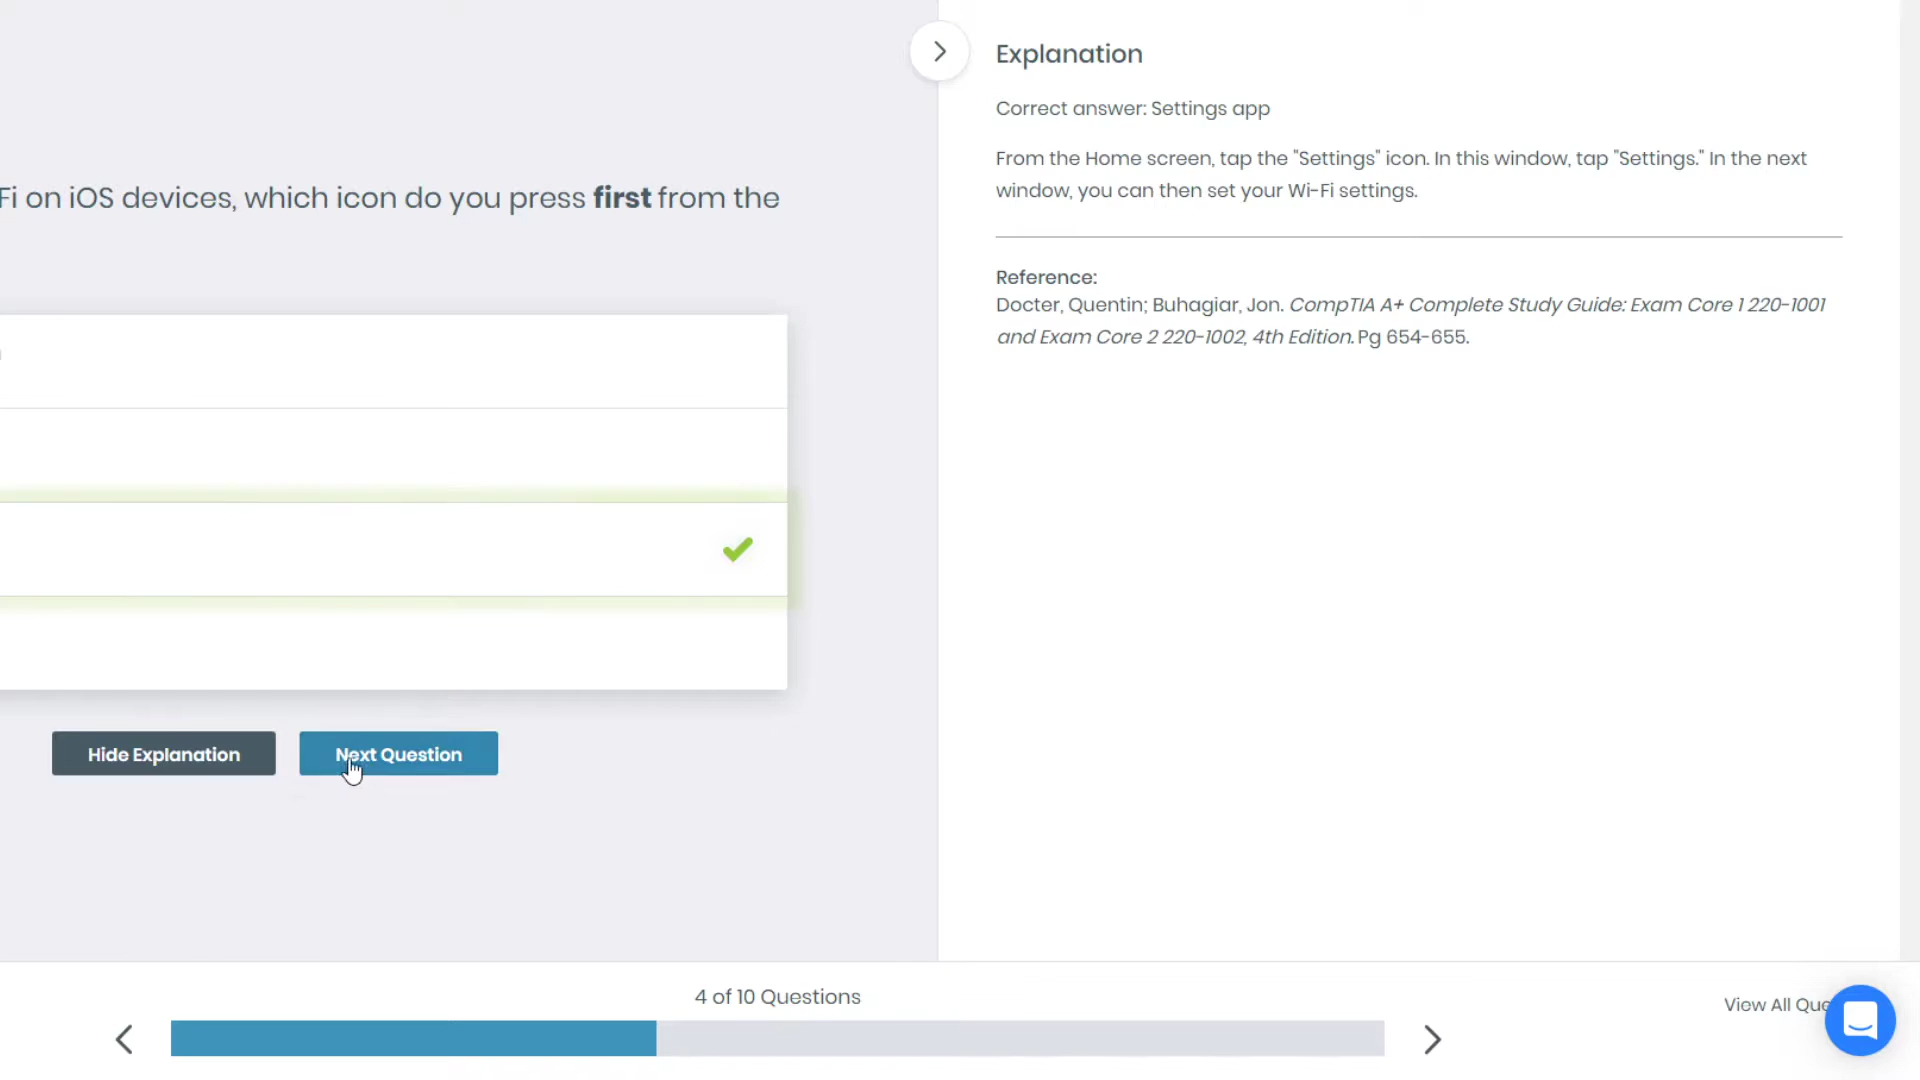 Explanation
Correct answer: Settings app
From the Home screen, tap the "Settings" icon. In this window, tap "Settings." In the next
window, you can then set your Wi-Fi settings.
Reference:
Docter, Quentin; Buhagiar, Jon. CompTIA A+ Complete Study Guide: Exam Core 1 220-1001
and Exam Core 2 220-1002, 4th Edition. Pg 654-655.
Fi on iOS devices, which icon do you press first from the
Hide Explanation
Next Question
4 of 10 Questions
View All Que